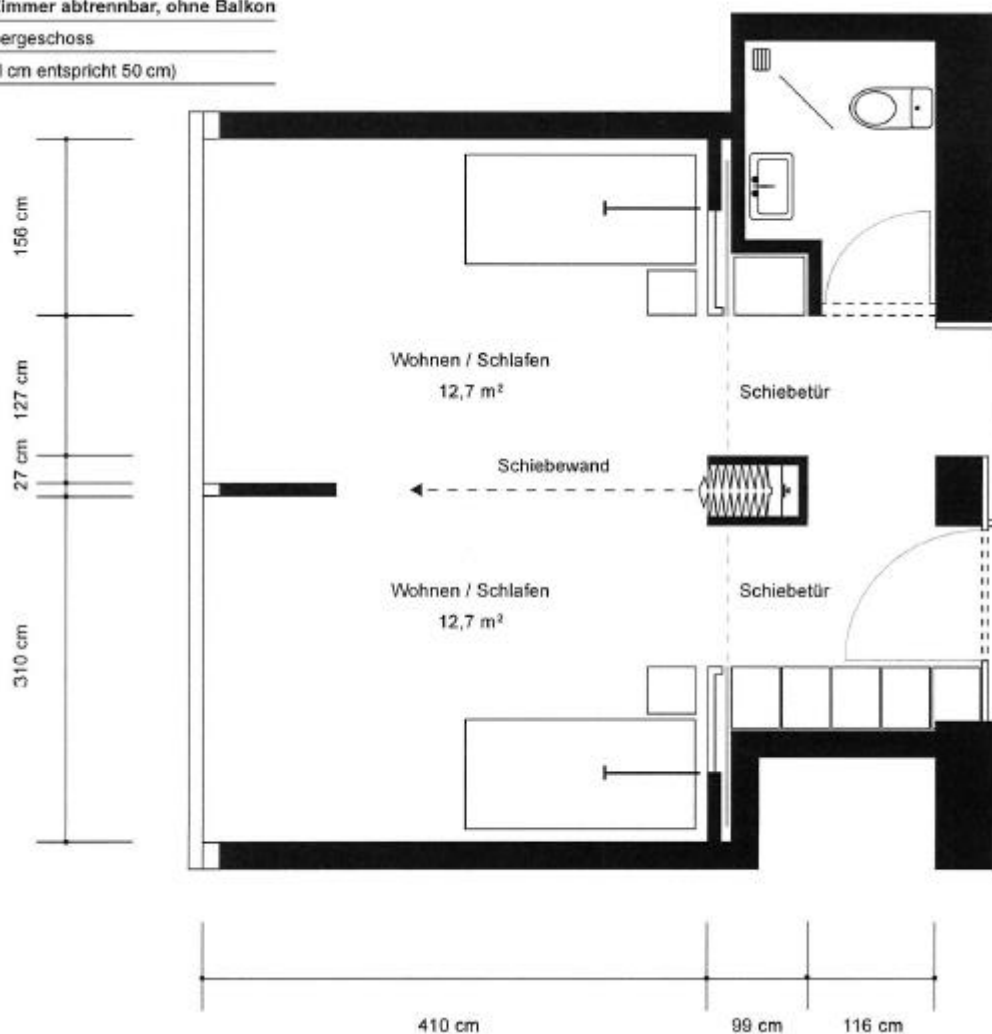 immer abtrennbar, ohne Balkon
ergeschoss
cm entspricht 50 cm)
156 cm
127 cm
27 cm
310 cm
Wohnen / Schlafen
12,7 m²
Schiebetür
Schiebewand
Wohnen / Schlafen
12,7 m²
Schiebetür
410 cm
99 cm
116 cm